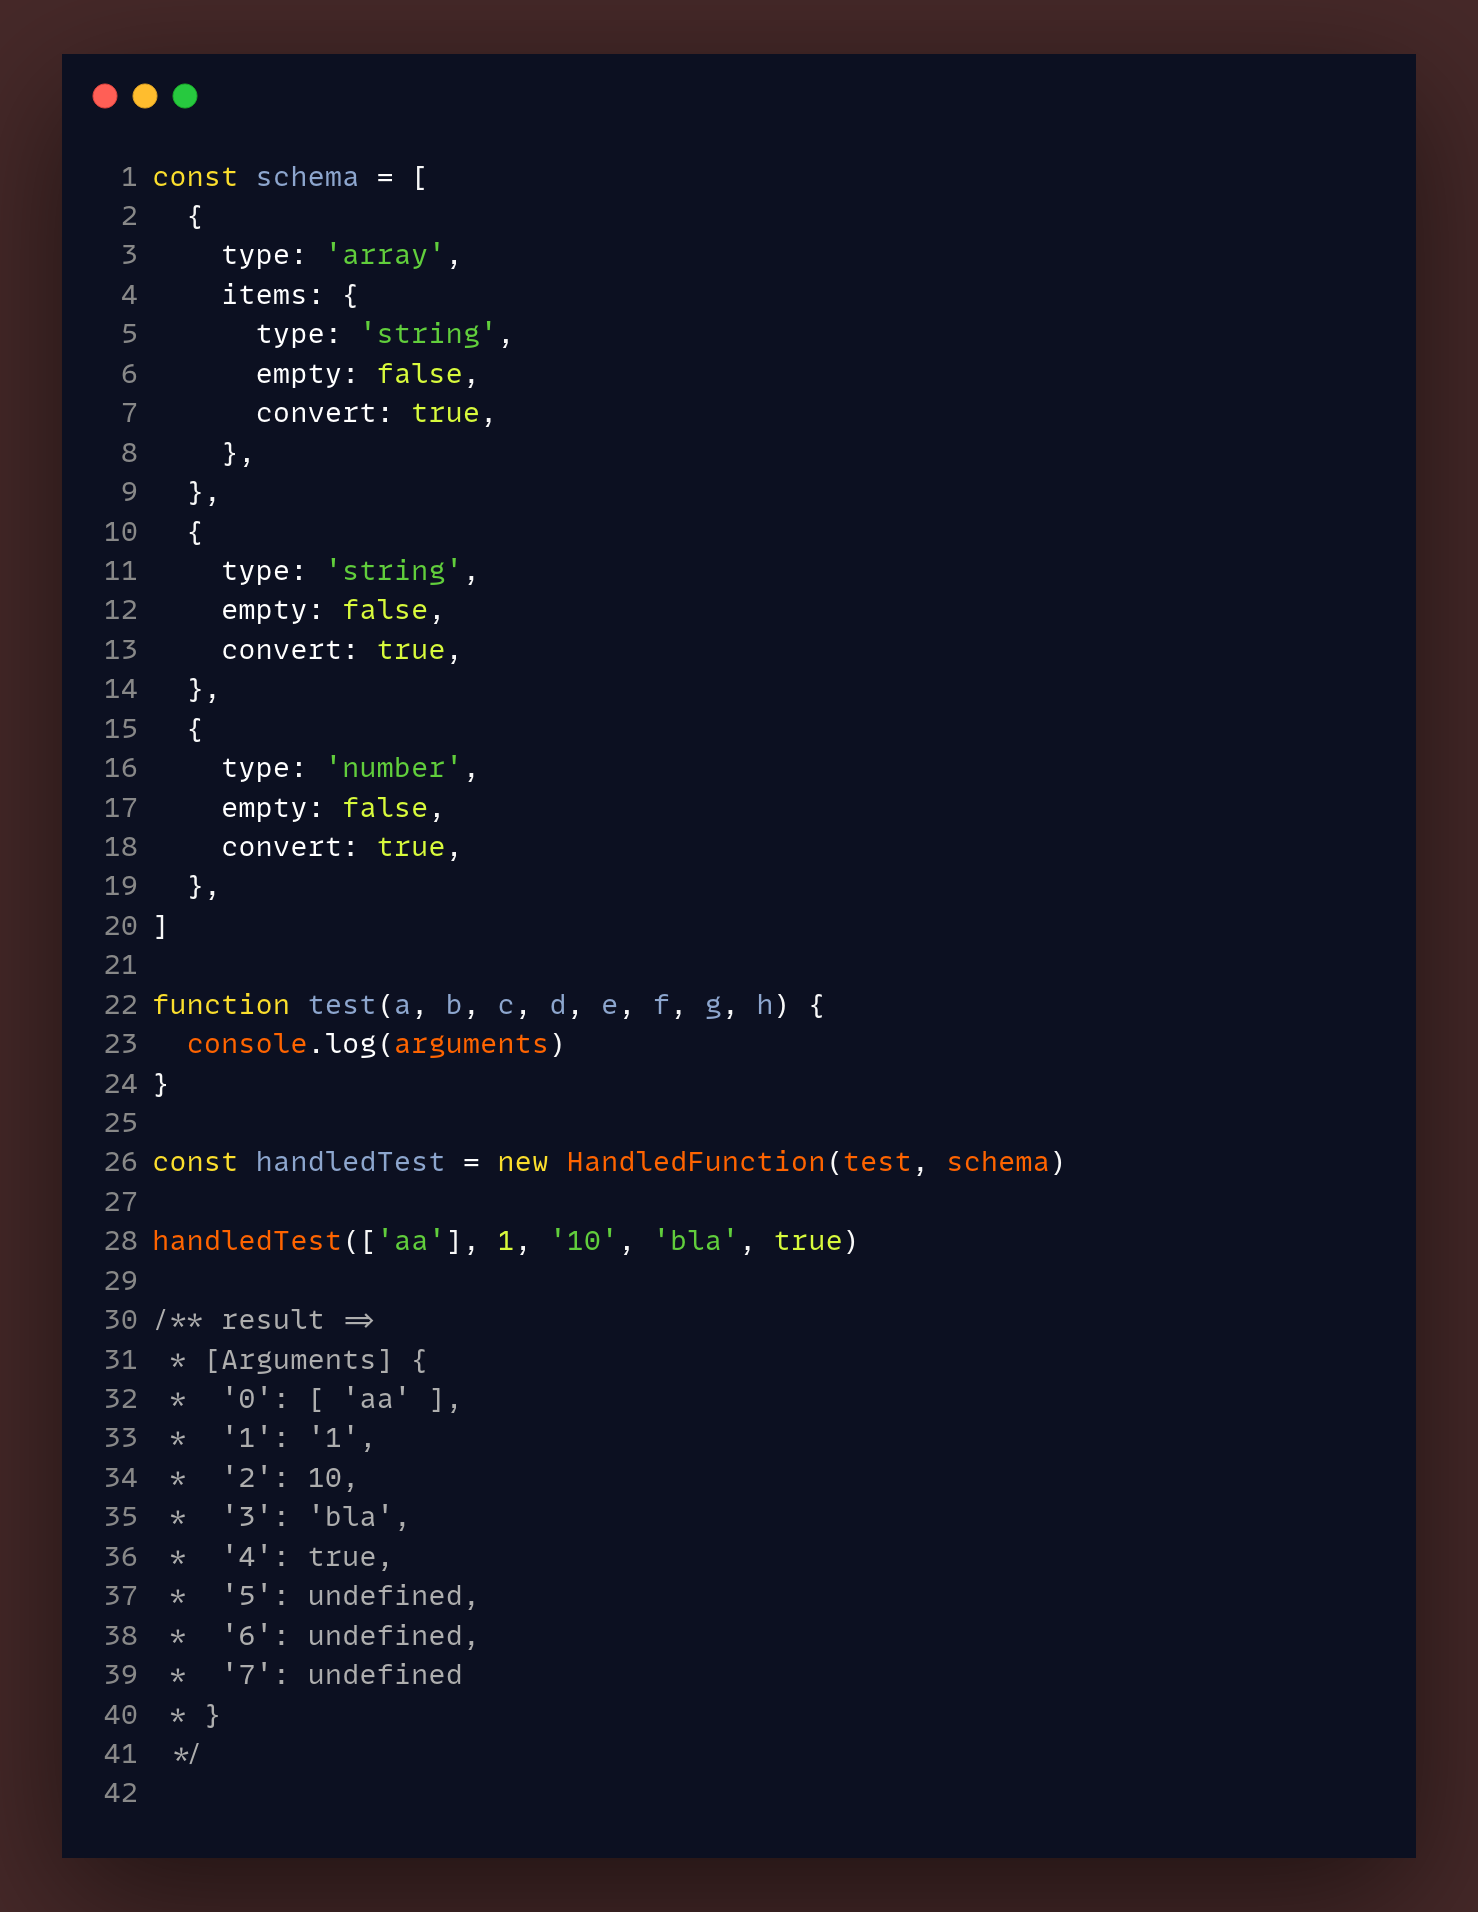 1 const schema = [
2   {
3     type: 'array',
4     items: {
5       type: 'string',
6       empty: false,
7       convert: true,
8     },
9   },
10   {
11     type: 'string',
12     empty: false,
13     convert: true,
14   },
15   {
16     type: 'number',
17     empty: false,
18     convert: true,
19   },
20 ]
21
22 function test(a, b, c, d, e, f, g, h) {
23   console.log(arguments)
24 }
25
26 const handledTest = new HandledFunction(test, schema)
27
28 handledTest(['aa'], 1, '10', 'bla', true)
29
30 /** result =>
31  * [Arguments] {
32  *  '0': [ 'aa' ],
33  *  '1': '1',
34  *  '2': 10,
35  *  '3': 'bla',
36  *  '4': true,
37  *  '5': undefined,
38  *  '6': undefined,
39  *  '7': undefined
40  * }
41  */
42